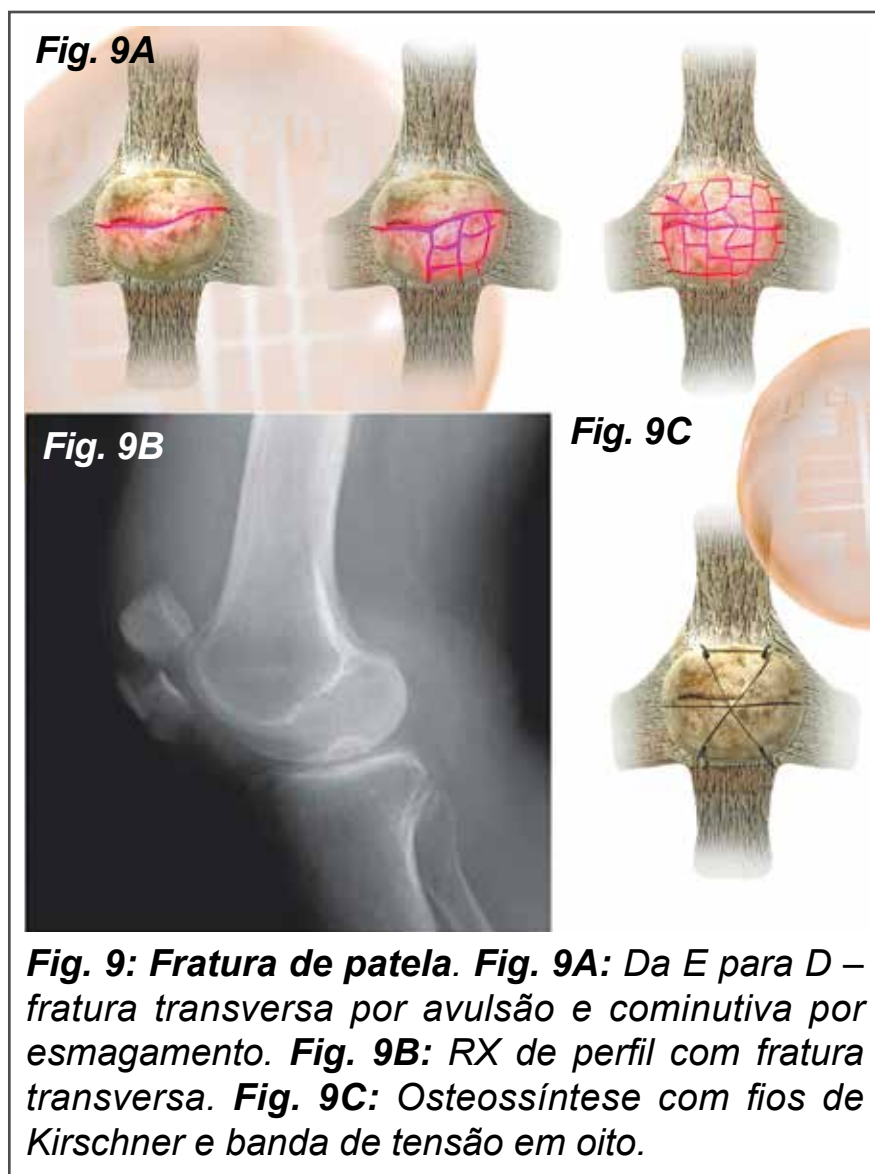 Fig. 9A
Fig. 9B
Fig. 9C
Fig. 9: Fratura de patela. Fig. 9A: Da E para D –
fratura transversa por avulsão e cominutiva por
esmagamento. Fig. 9B: RX de perfil com fratura
transversa. Fig. 9C: Osteossíntese com fios de
Kirschner e banda de tensão em oito.